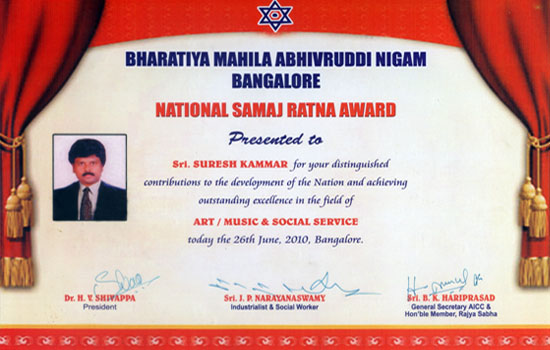 BHARATIYA MAHILA ABHIVRUDDI NIGAM
BANGALORE
NATIONAL SAMAJ RATNA AWARD
Presented to
Sri. SURESH KAMMAR for your distinguished
contributions to the development of the Nation and achieving
outstanding excellence in the field of
ART / MUSIC & SOCIAL SERVICE
today the 26th June, 2010, Bangalore.
Dr. H. V. SHIVAPPA
President
Sri. J. P. NARAYANASWAMY
Industrialist & Social Worker
Sri. B. K. HARIPRASAD
General Secretary AICC &
Hon'ble Member, Rajya Sabha